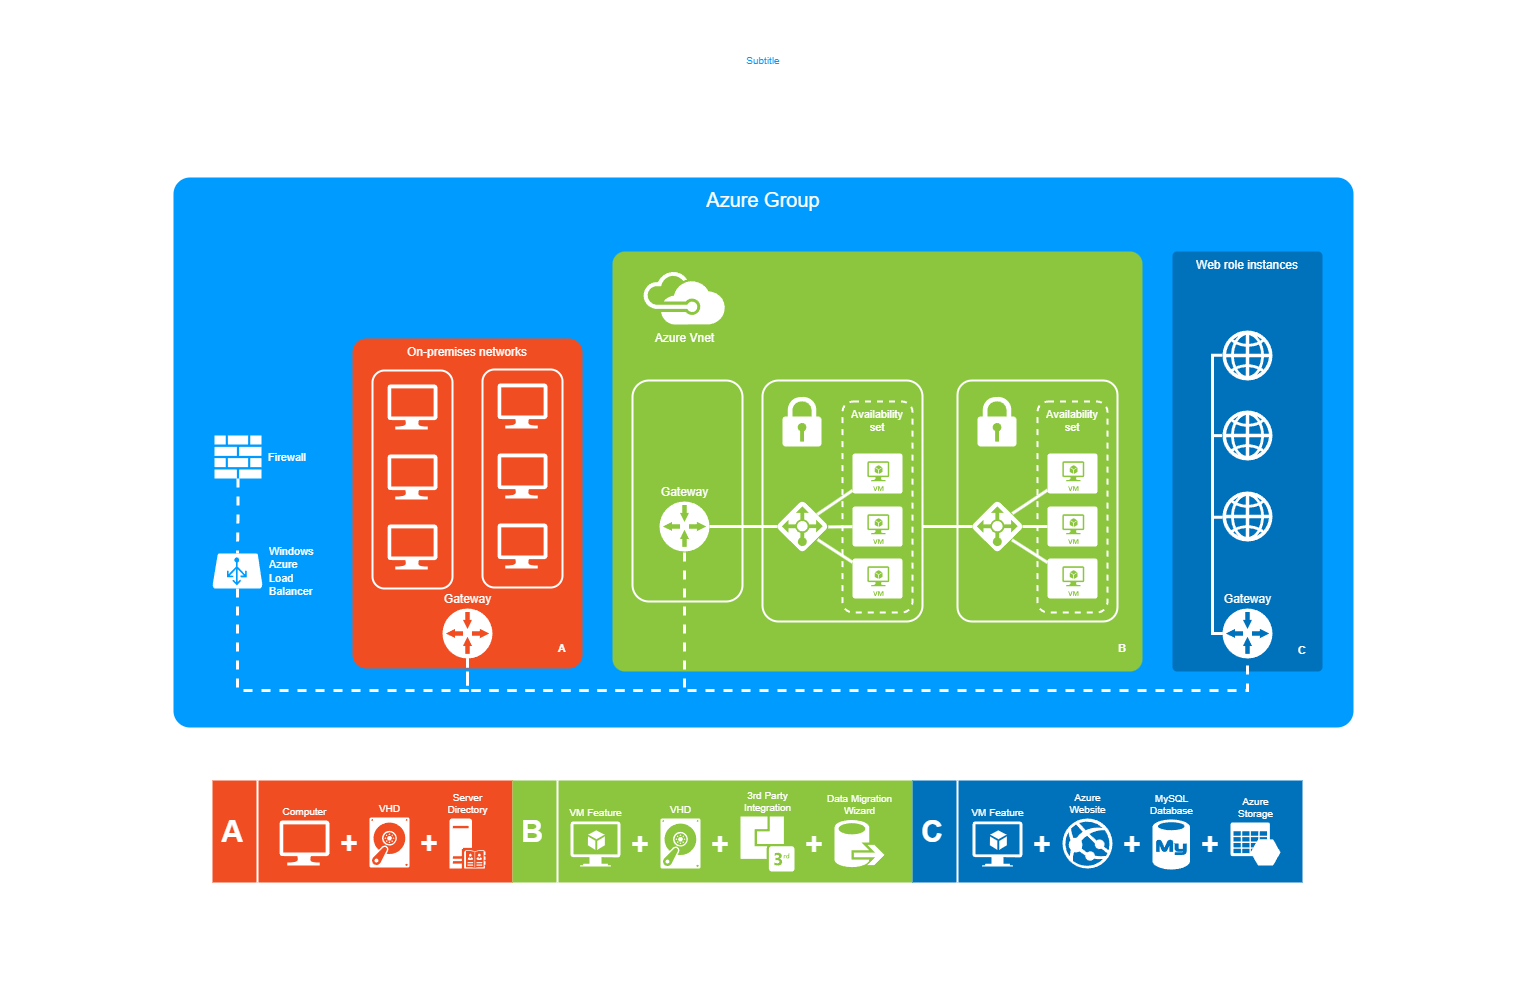 Subtitle
Azure Group
Web role instances
Azure Vnet
On-premises networks
Availability
set
Availability
set
Firewall
VM
VM
Gateway
VM
VM
Windows
Azure
Load
Balancer
VM
VM
Gateway
Gateway
A
B
C
A
Computer
VHD
Server
Directory
B
VM Feature
VHD
3rd Party
Integration
3rd
Data Migration
Wizard
C
VM Feature
Azure
Website
MySQL
Database
My
Azure
Storage